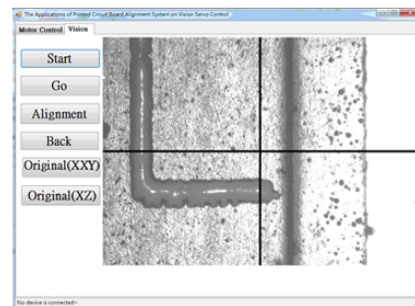 The Applications of Printed Circuit Board Alignment System on Vision Servo Control
Motor Control Vision
Start
Go
Alignment
Back
Original(XXY)
Original(XZ)
No device is connected~